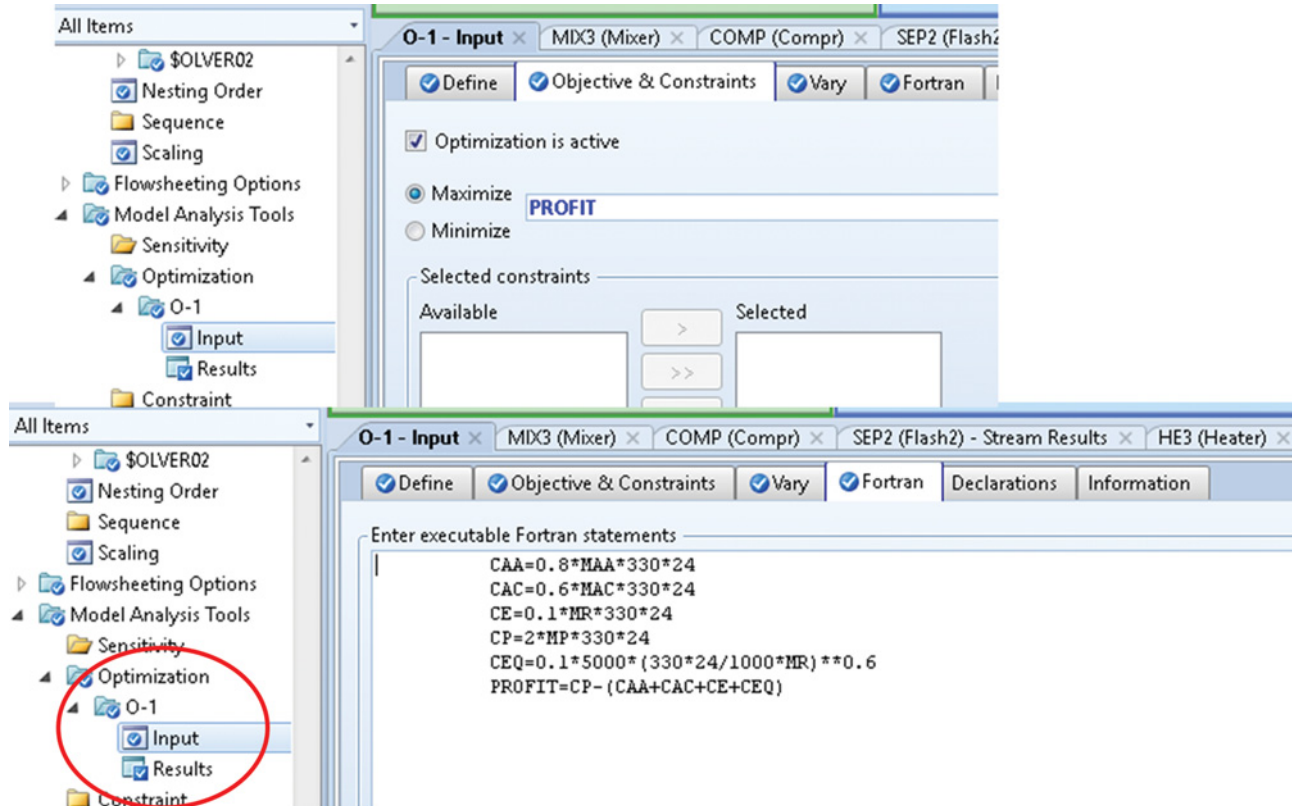 All Items
$OLVER02
Nesting Order
Sequence
Scaling
Flowsheeting Options
Model Analysis Tools
Sensitivity
Optimization
O-1
Input
Results
Constraint
O-1 - Input MIX3 (Mixer) COMP (Compr) SEP2 (Flash2
Define Objective & Constraints Vary Fortran
Optimization is active
Maximize
PROFIT
Minimize
Selected constraints
Available Selected
>
>>
All Items
$OLVER02
Nesting Order
Sequence
Scaling
Flowsheeting Options
Model Analysis Tools
Sensitivity
Optimization
O-1
Input
Results
Constraint
O-1 - Input MIX3 (Mixer) COMP (Compr) SEP2 (Flash2) - Stream Results HE3 (Heater)
Define Objective & Constraints Vary Fortran Declarations Information
Enter executable Fortran statements
CAA=0.8*MAA*330*24
CAC=0.6*MAC*330*24
CE=0.1*MR*330*24
CP=2*MP*330*24
CEQ=0.1*5000*(330*24/1000*MR)**0.6
PROFIT=CP-(CAA+CAC+CE+CEQ)